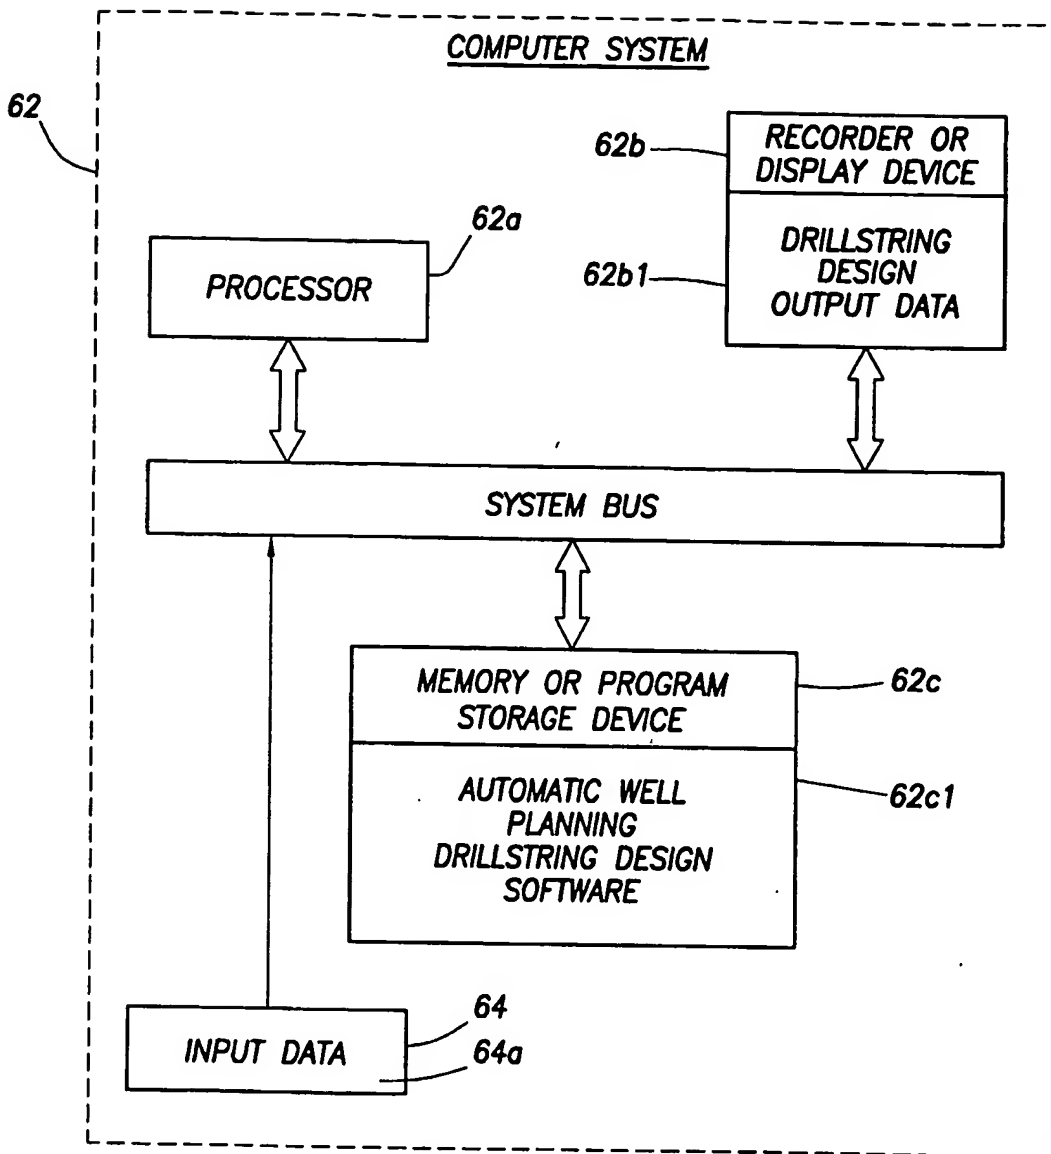 COMPUTER SYSTEM
62
62b
RECORDER OR
DISPLAY DEVICE
62a
PROCESSOR
62b1
DRILLSTRING
DESIGN
OUTPUT DATA
SYSTEM BUS
MEMORY OR PROGRAM
STORAGE DEVICE
62c
AUTOMATIC WELL
PLANNING
DRILLSTRING DESIGN
SOFTWARE
62c1
INPUT DATA
64
64a